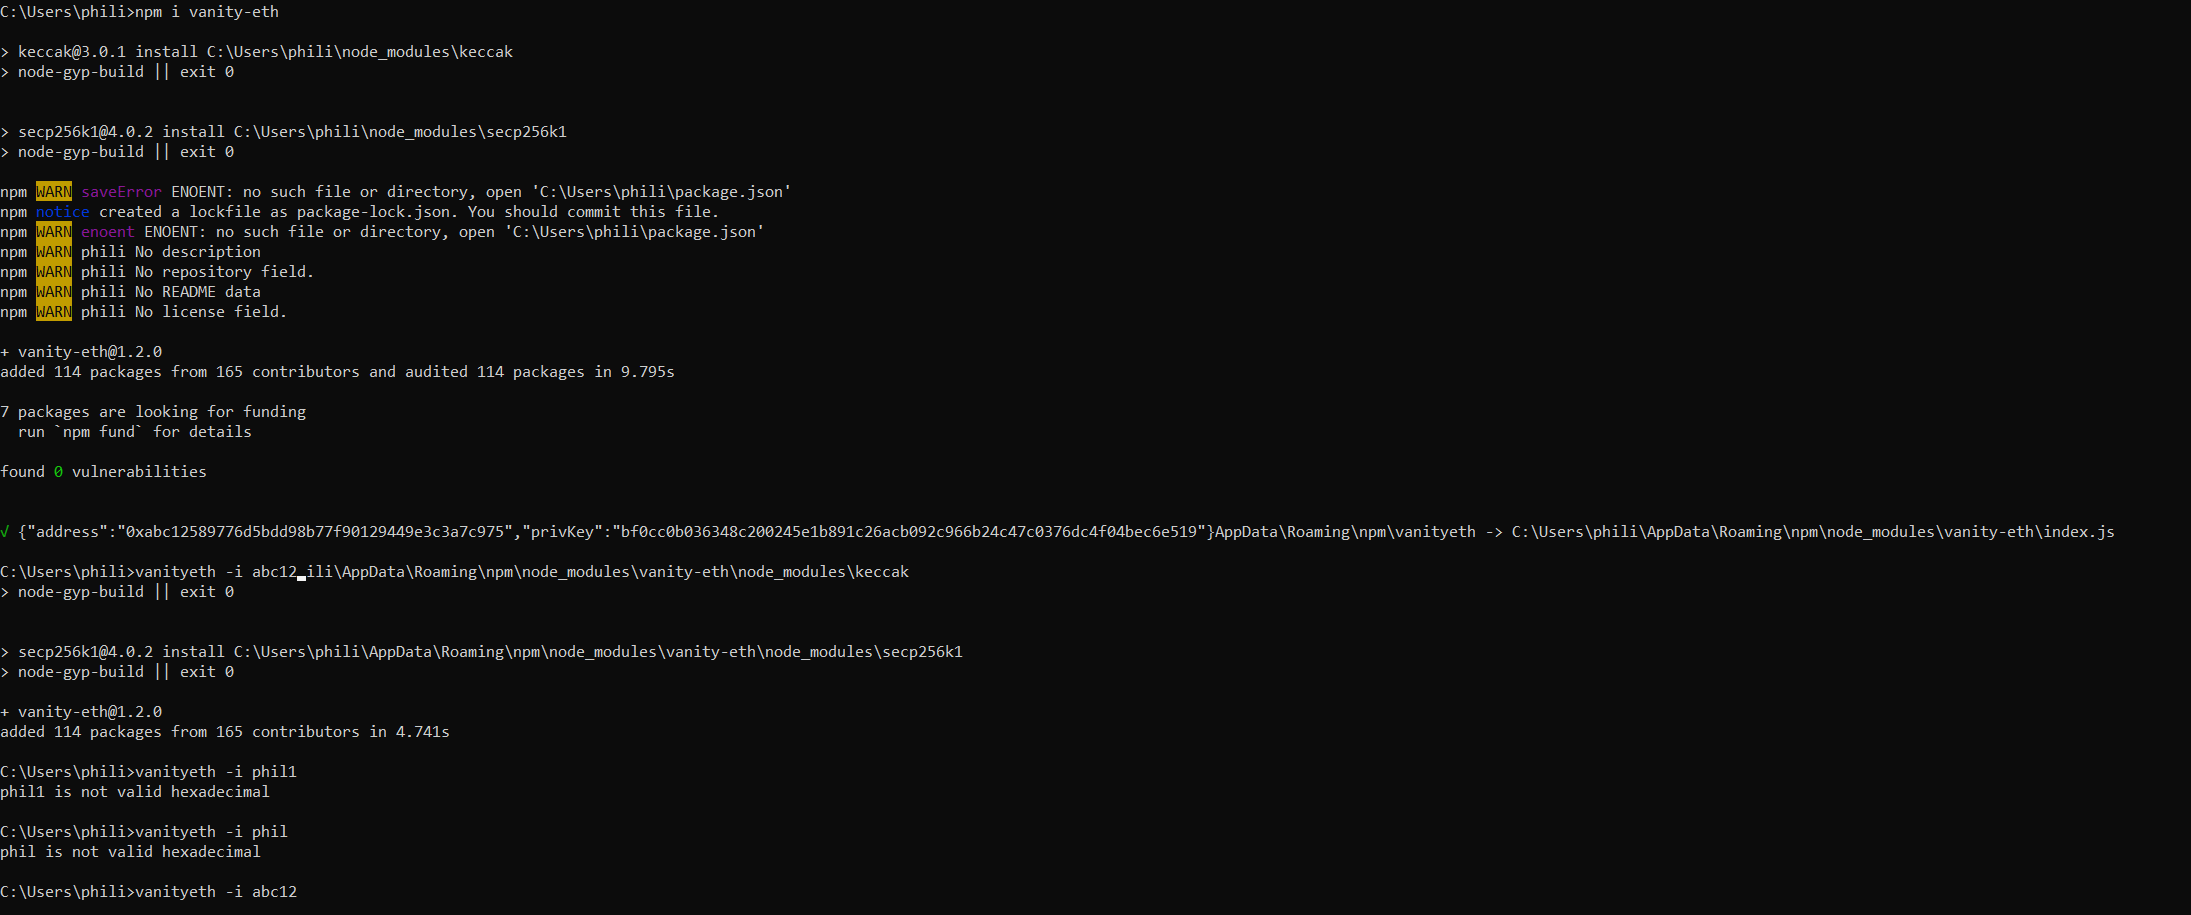 C:\Users\phili>npm i vanity-eth
> keccak@3.0.1 install C:\Users\phili\node_modules\keccak
> node-gyp-build || exit 0
> secp256k1@4.0.2 install C:\Users\phili\node_modules\secp256k1
> node-gyp-build || exit 0
npm WARN saveError ENOENT: no such file or directory, open 'C:\Users\phili\package.json'
npm notice created a lockfile as package-lock.json. You should commit this file.
npm WARN enoent ENOENT: no such file or directory, open 'C:\Users\phili\package.json'
npm WARN phili No description
npm WARN phili No repository field.
npm WARN phili No README data
npm WARN phili No license field.
+ vanity-eth@1.2.0
added 114 packages from 165 contributors and audited 114 packages in 9.795s
7 packages are looking for funding
  run `npm fund` for details
found 0 vulnerabilities
√ {"address":"0xabc12589776d5bdd98b77f90129449e3c3a7c975","privKey":"bf0cc0b036348c200245e1b891c26acb092c966b24c47c0376dc4f04bec6e519"}AppData\Roaming\npm\vanityeth -> C:\Users\phili\AppData\Roaming\npm\node_modules\vanity-eth\index.js
C:\Users\phili>vanityeth -i abc12_ili\AppData\Roaming\npm\node_modules\vanity-eth\node_modules\keccak
> node-gyp-build || exit 0
> secp256k1@4.0.2 install C:\Users\phili\AppData\Roaming\npm\node_modules\vanity-eth\node_modules\secp256k1
> node-gyp-build || exit 0
+ vanity-eth@1.2.0
added 114 packages from 165 contributors in 4.741s
C:\Users\phili>vanityeth -i phil1
phil1 is not valid hexadecimal
C:\Users\phili>vanityeth -i phil
phil is not valid hexadecimal
C:\Users\phili>vanityeth -i abc12